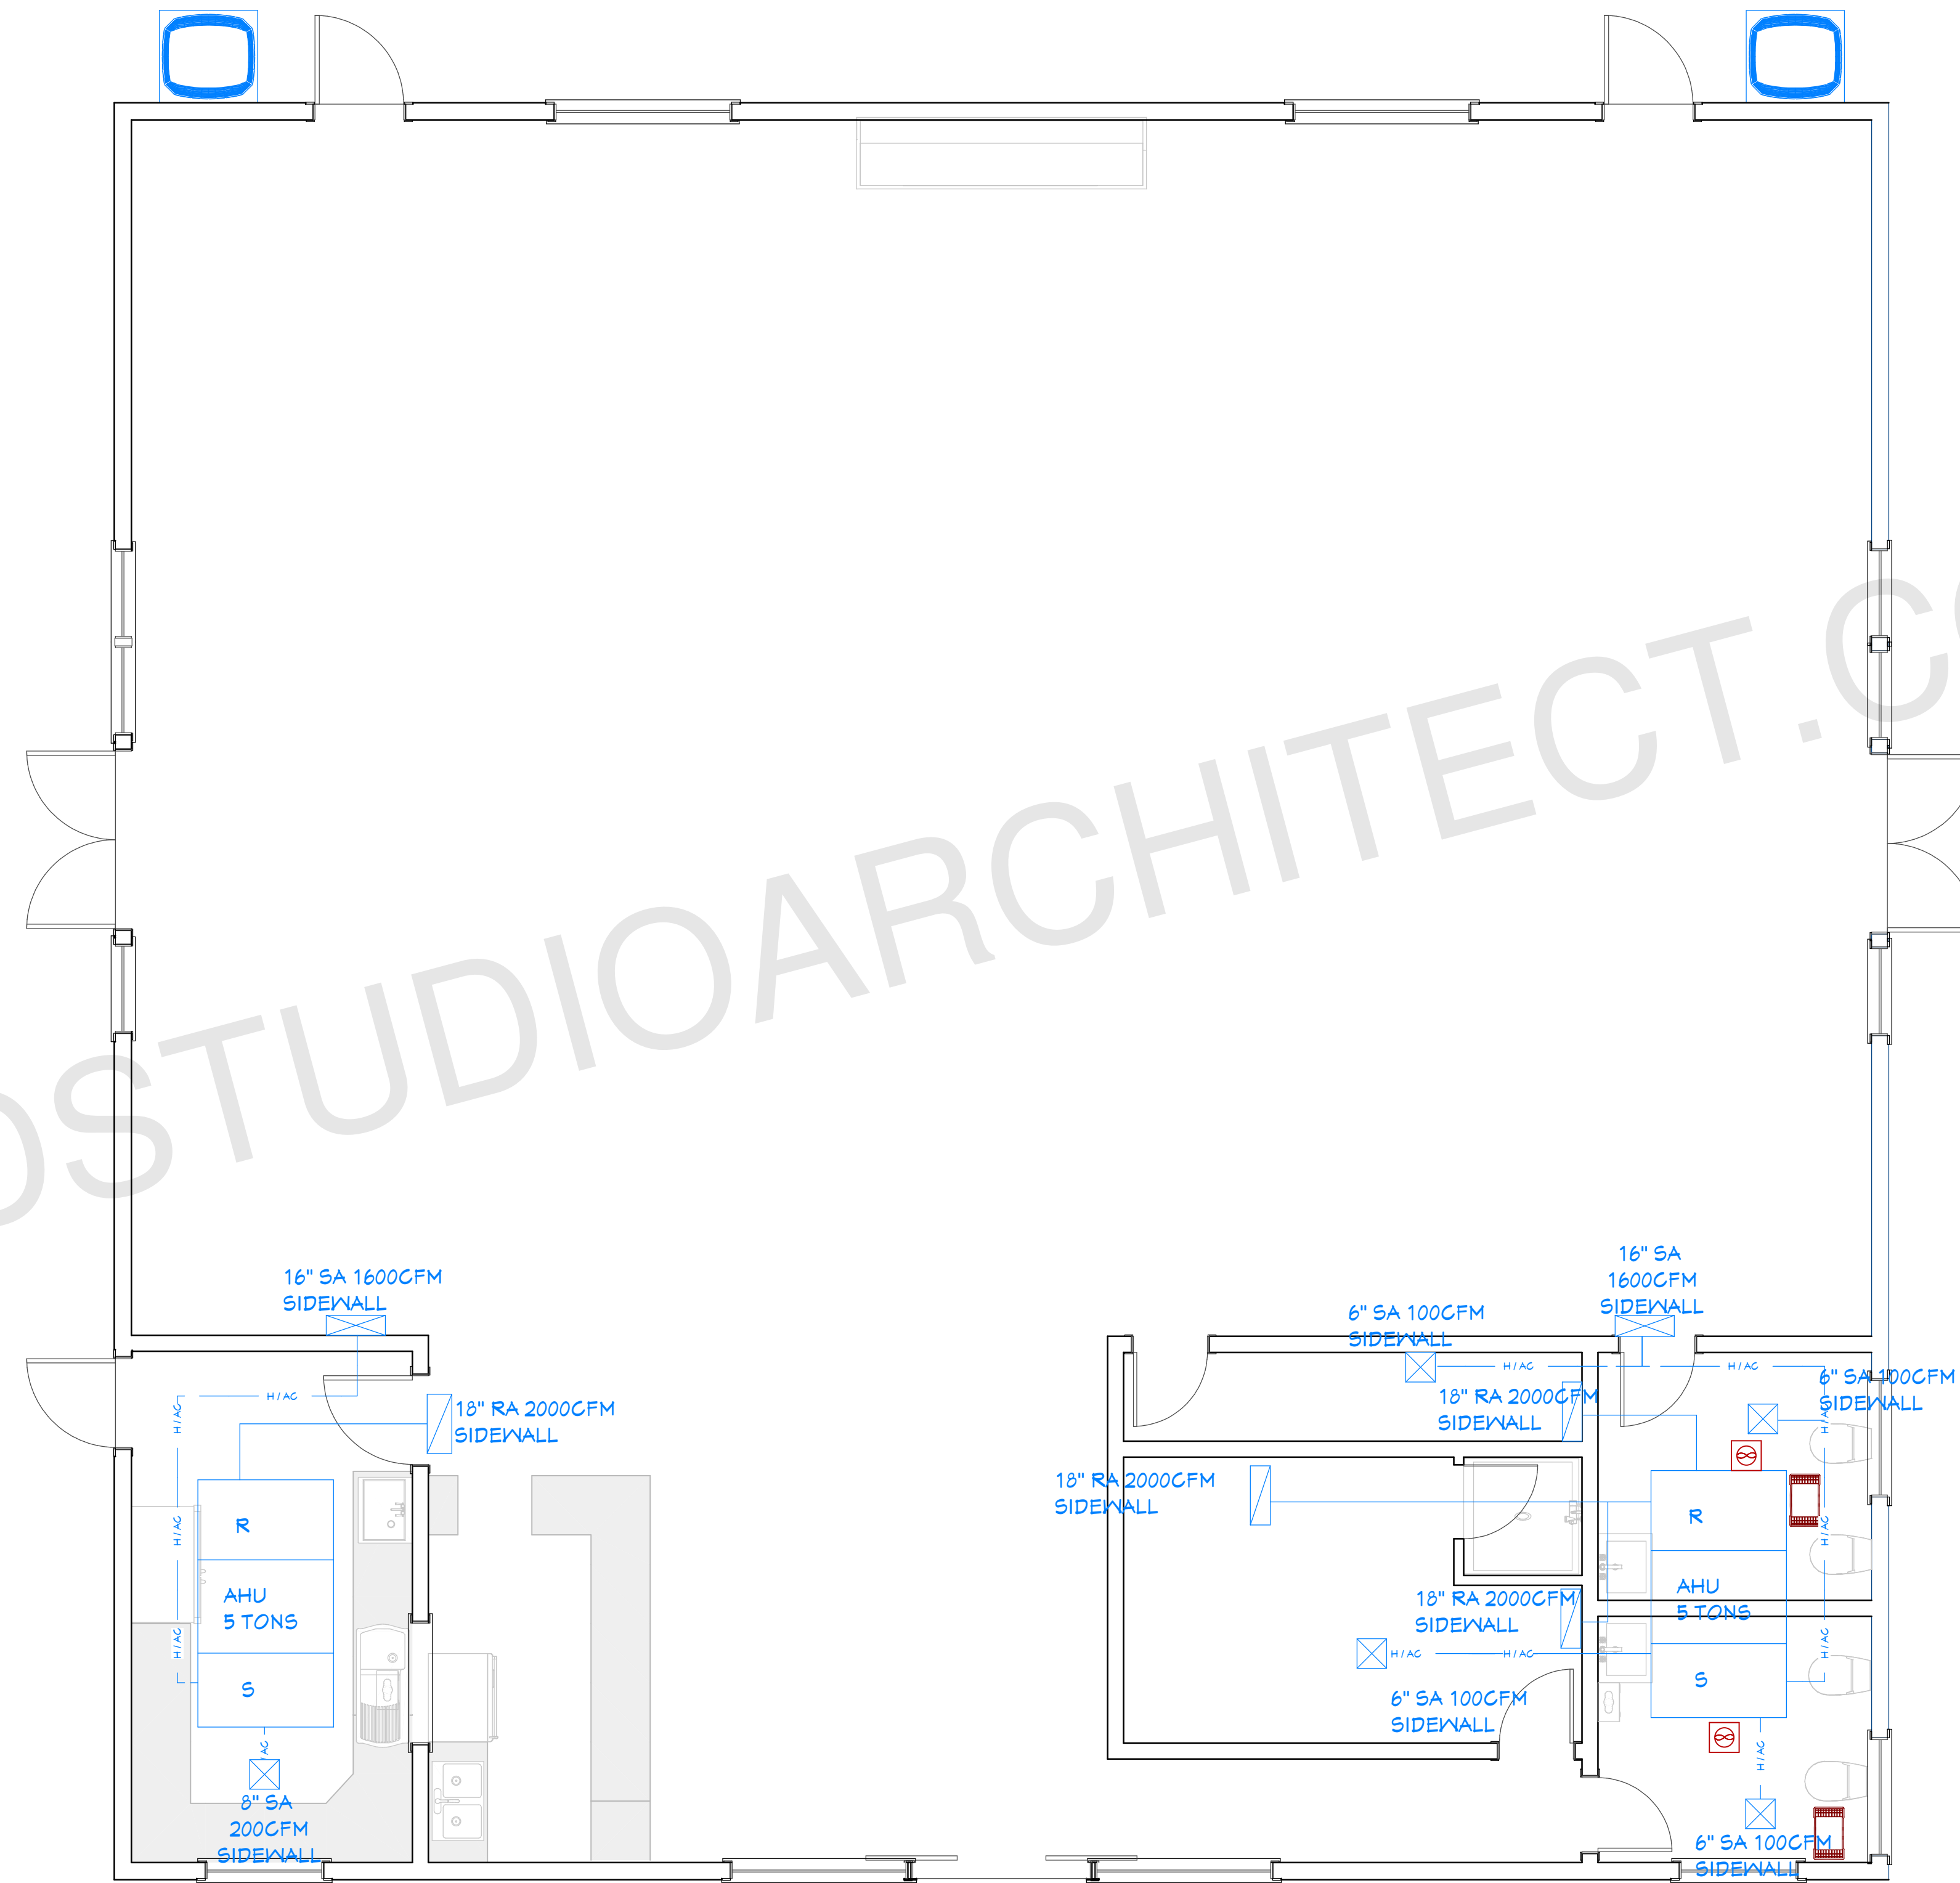 OSTUDIOARCHITECT.CO
16" SA 1600CFM
SIDEWALL
16" SA
1600CFM
SIDEWALL
6" SA 100CFM
SIDEWALL
H/AC
H/AC
H/AC
6" SA 100CFM
SIDEWALL
18" RA 2000CFM
SIDEWALL
18" RA 2000CFM
SIDEWALL
H/AC
H/AC
18" RA 2000CFM
SIDEWALL
R
R
H/AC
H/AC
AHU
5 TONS
AHU
5 TONS
18" RA 2000CFM
SIDEWALL
H/AC
H/AC
H/AC
H/AC
S
S
6" SA 100CFM
SIDEWALL
AC
H/AC
8" SA
200CFM
SIDEWALL
6" SA 100CFM
SIDEWALL